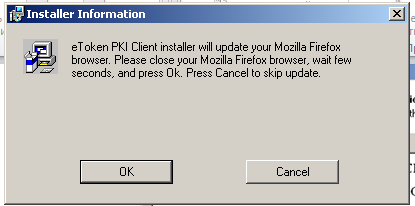 Installer Information
eToken PKI Client installer will update your Mozilla Firefox
browser. Please close your Mozilla Firefox browser, wait few
seconds, and press Ok. Press Cancel to skip update.
OK
Cancel